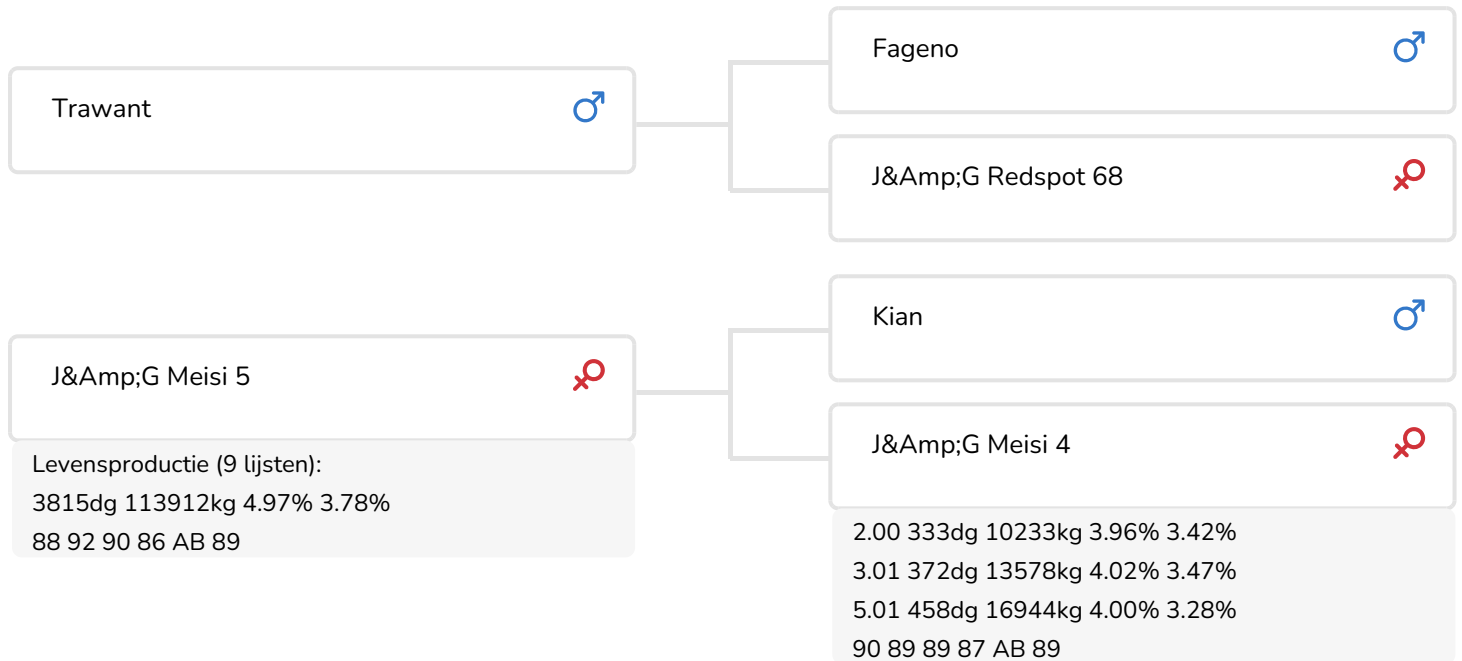 Trawant
Fageno
J&Amp;G Redspot 68
J&Amp;G Meisi 5
Levensproductie (9 lijsten):
3815dg 113912kg 4.97% 3.78%
88 92 90 86 AB 89
Kian
J&Amp;G Meisi 4
2.00 333dg 10233kg 3.96% 3.42%
3.01 372dg 13578kg 4.02% 3.47%
5.01 458dg 16944kg 4.00% 3.28%
90 89 89 87 AB 89